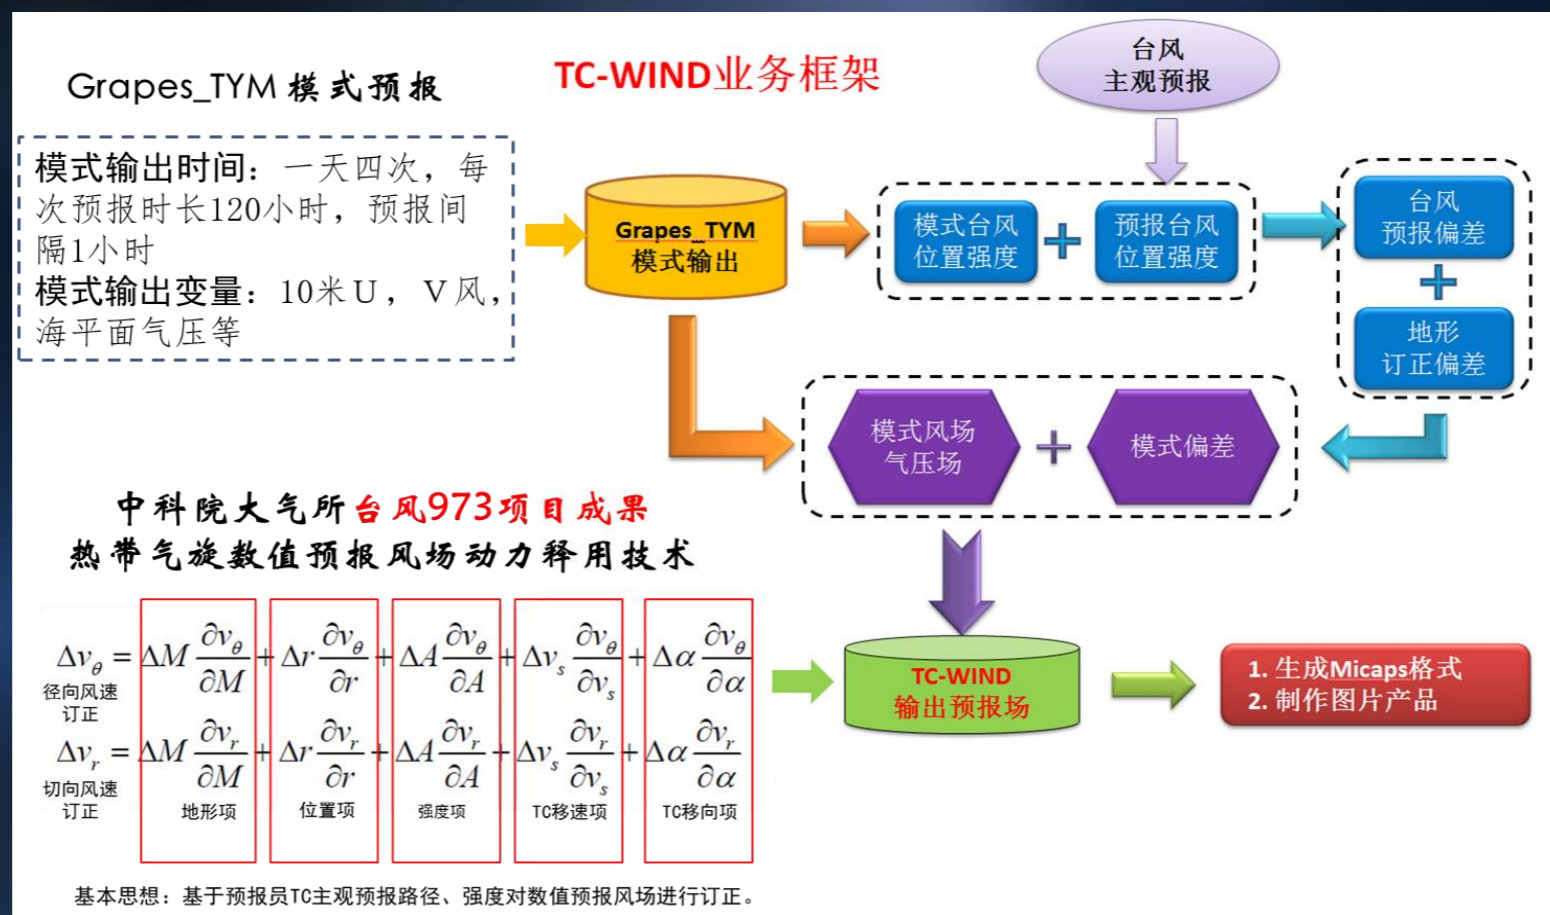 TC-WIND业务框架
台风
主观预报
Grapes_TYM 模式预报
模式输出时间：一天四次，每
次预报时长120小时，预报间
隔1小时
模式输出变量：10米U，V风，
海平面气压等
Grapes_TYM
模式输出
模式台风
位置强度
+
预报台风
位置强度
台风
预报偏差
+
地形
订正偏差
模式风场
气压场
+
模式偏差
中科院大气所台风973项目成果
热带气旋数值预报风场动力释用技术
Δv_θ = ΔM ∂v_θ/∂M + Δr ∂v_θ/∂r + ΔA ∂v_θ/∂A + Δv_s ∂v_θ/∂v_s + Δα ∂v_θ/∂α
径向风速
订正
Δv_r = ΔM ∂v_r/∂M + Δr ∂v_r/∂r + ΔA ∂v_r/∂A + Δv_s ∂v_r/∂v_s + Δα ∂v_r/∂α
切向风速
订正
地形项 位置项 强度项 TC移速项 TC移向项
TC-WIND
输出预报场
1. 生成Micaps格式
2. 制作图片产品
基本思想：基于预报员TC主观预报路径、强度对数值预报风场进行订正。